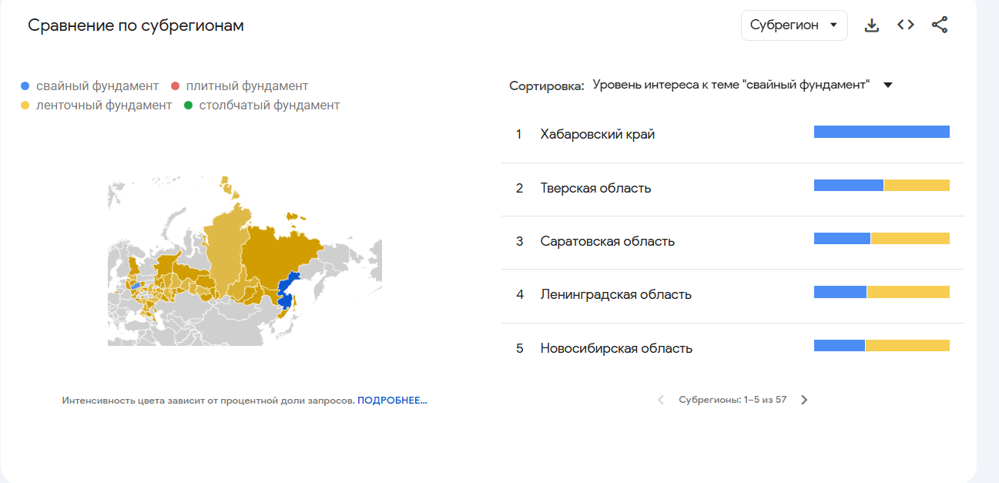 Сравнение по субрегионам
Субрегион
свайный фундамент
плитный фундамент
ленточный фундамент
столбчатый фундамент
Сортировка: Уровень интереса к теме "свайный фундамент"
1 Хабаровский край
2 Тверская область
3 Саратовская область
4 Ленинградская область
5 Новосибирская область
Интенсивность цвета зависит от процентной доли запросов. ПОДРОБНЕЕ...
Субрегионы: 1–5 из 57